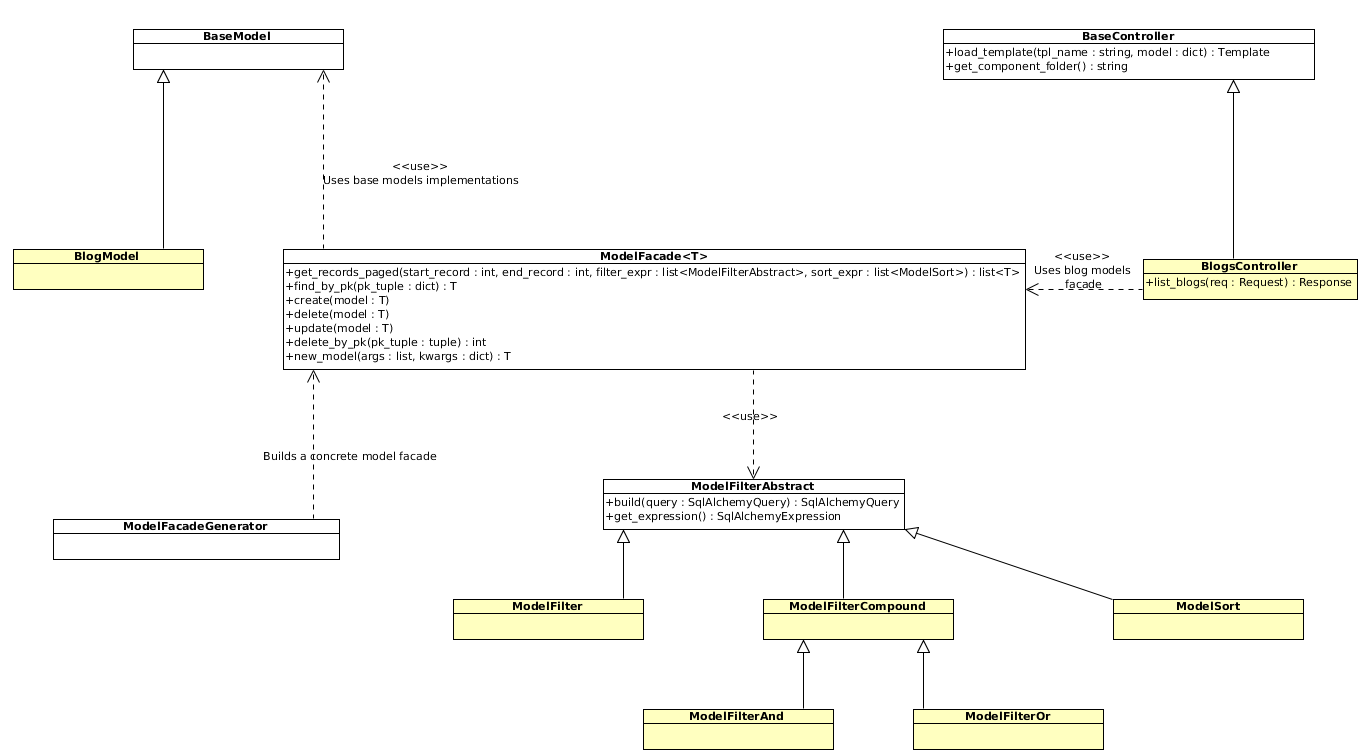 BaseModel
BaseController
+load_template(tpl_name : string, model : dict) : Template
+get_component_folder() : string
<<use>>
Uses base models implementations
BlogModel
ModelFacade<T>
+get_records_paged(start_record : int, end_record : int, filter_expr : list<ModelFilterAbstract>, sort_expr : list<ModelSort>) : list<T>
+find_by_pk(pk_tuple : dict) : T
+create(model : T)
+delete(model : T)
+update(model : T)
+delete_by_pk(pk_tuple : tuple) : int
+new_model(args : list, kwargs : dict) : T
<<use>>
Uses blog models
facade
BlogsController
+list_blogs(req : Request) : Response
<<use>>
Builds a concrete model facade
ModelFilterAbstract
+build(query : SqlAlchemyQuery) : SqlAlchemyQuery
+get_expression() : SqlAlchemyExpression
ModelFacadeGenerator
ModelFilter
ModelFilterCompound
ModelSort
ModelFilterAnd
ModelFilterOr